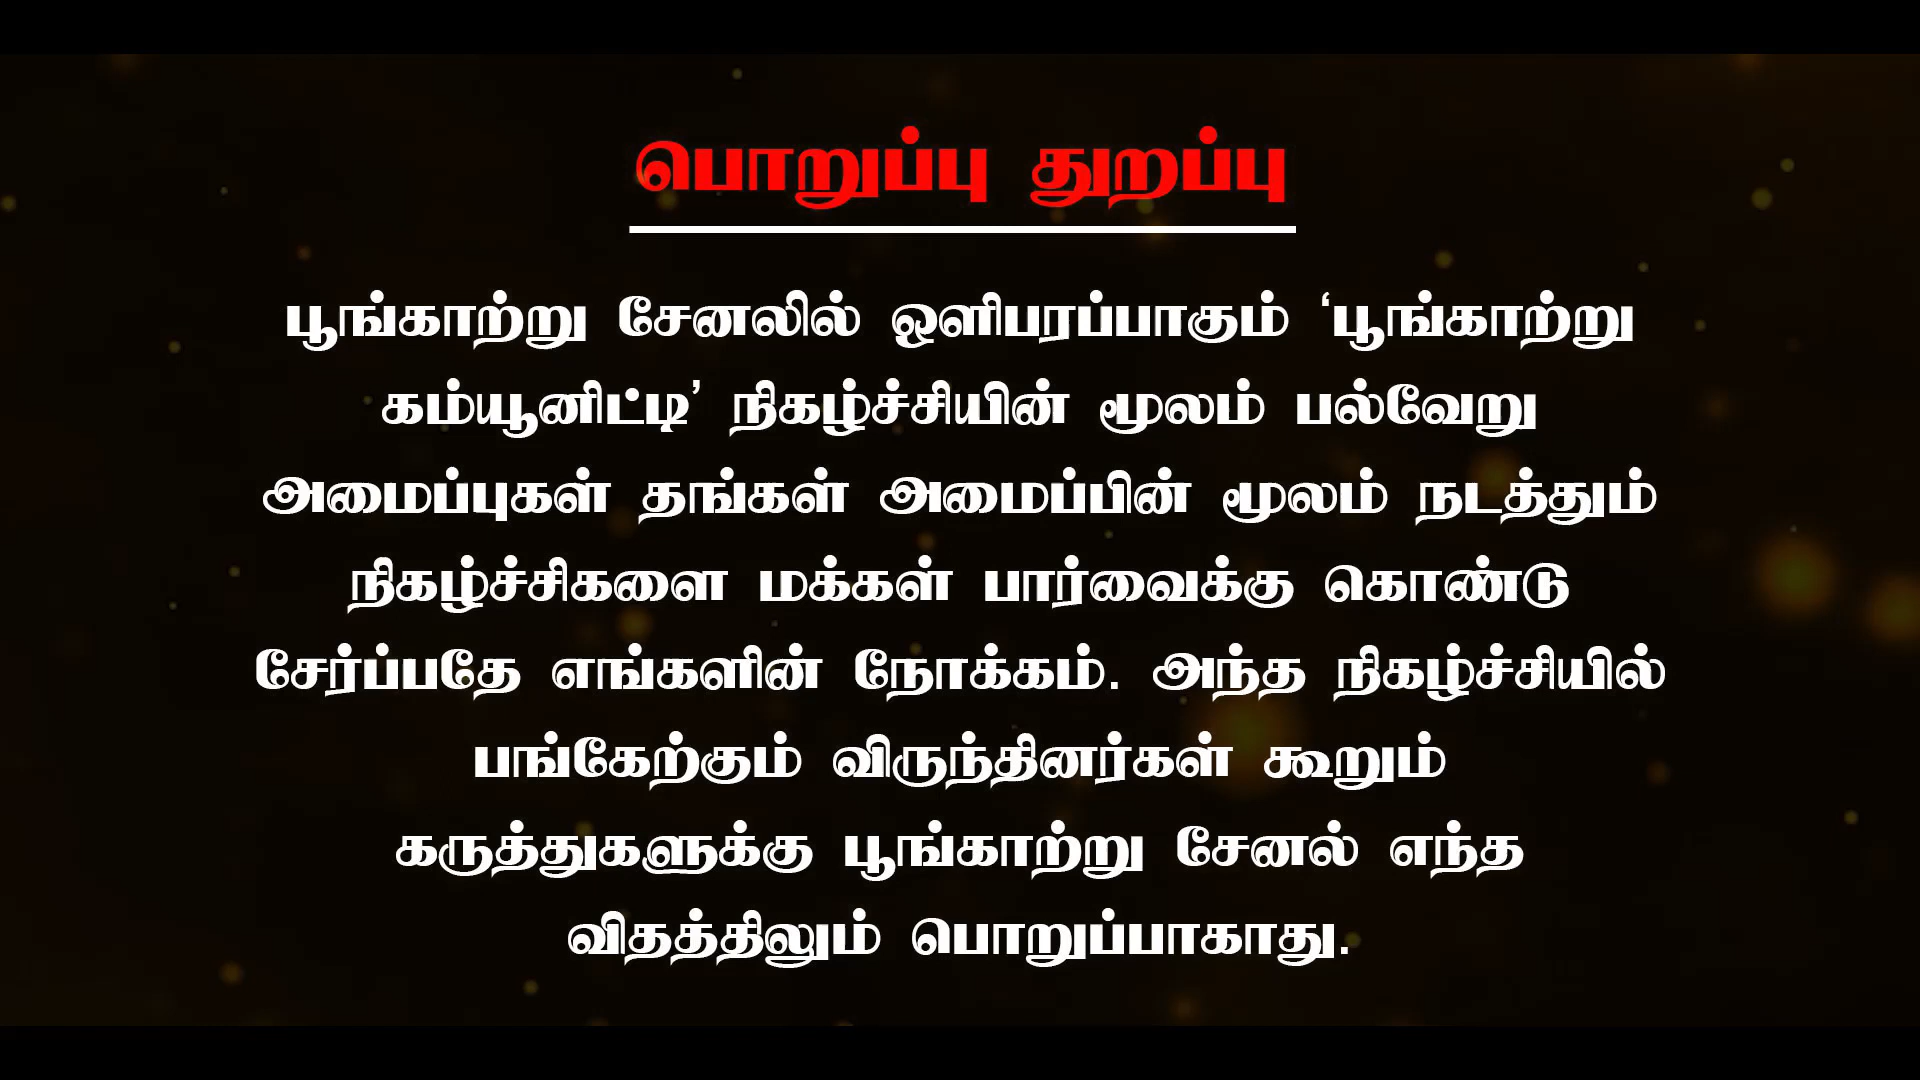 பொறுப்பு துறப்பு
பூங்காற்று சேனலில் ஒளிபரப்பாகும் ‘பூங்காற்று
கம்யூனிட்டி’ நிகழ்ச்சியின் மூலம் பல்வேறு
அமைப்புகள் தங்கள் அமைப்பின் மூலம் நடத்தும்
நிகழ்ச்சிகளை மக்கள் பார்வைக்கு கொண்டு
சேர்ப்பதே எங்களின் நோக்கம். அந்த நிகழ்ச்சியில்
பங்கேற்கும் விருந்தினர்கள் கூறும்
கருத்துகளுக்கு பூங்காற்று சேனல் எந்த
விதத்திலும் பொறுப்பாகாது.